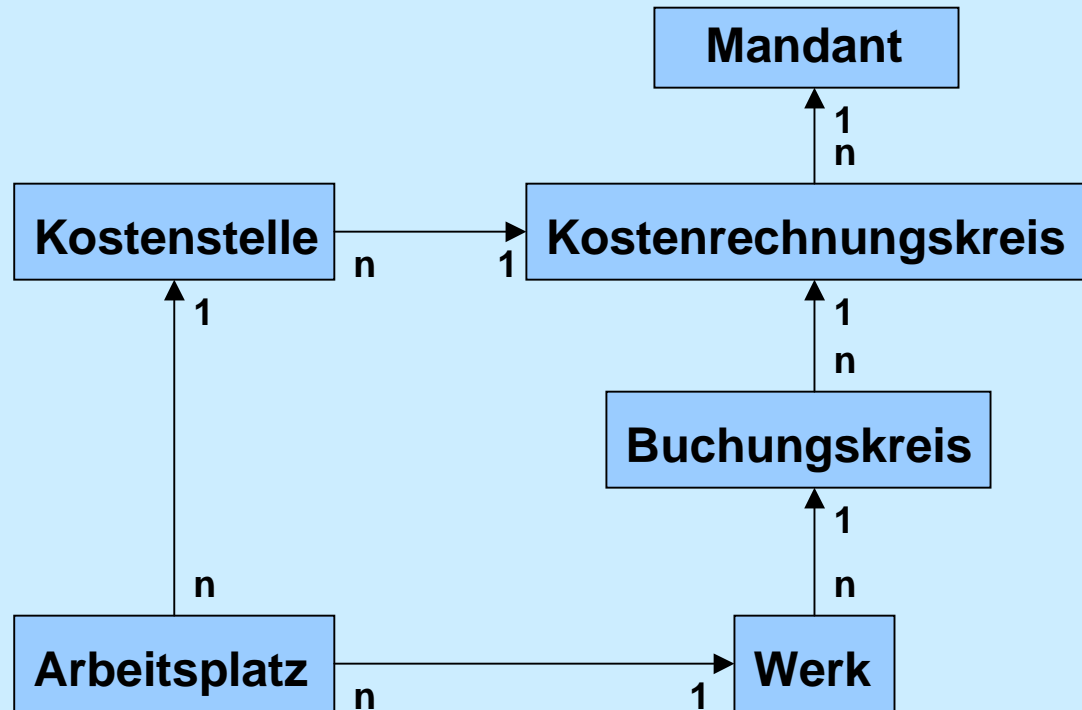 Mandant
1
n
Kostenstelle
n
1
Kostenrechnungskreis
1
1
n
Buchungskreis
1
n
n
Arbeitsplatz
n
1
Werk